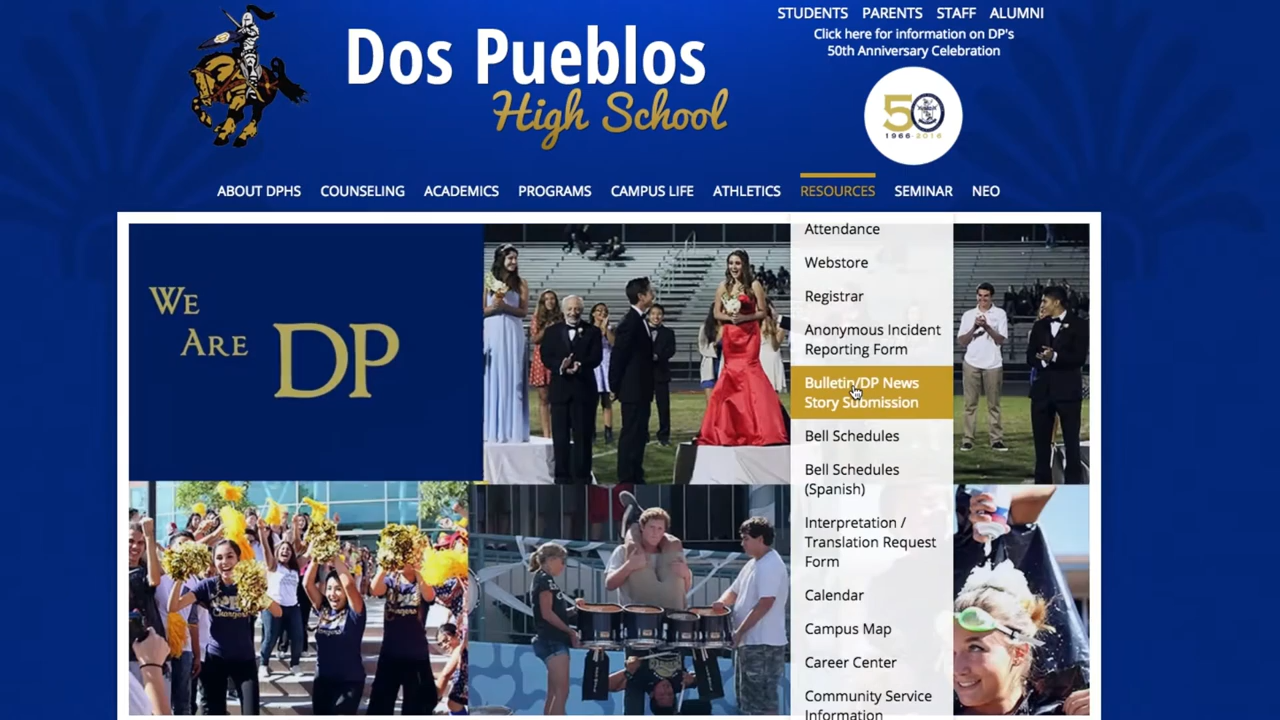 STUDENTS PARENTS STAFF ALUMNI
Click here for information on DP's
50th Anniversary Celebration
Dos Pueblos
High School
50
1966-2016
ABOUT DPHS COUNSELING ACADEMICS PROGRAMS CAMPUS LIFE ATHLETICS RESOURCES SEMINAR NEO
We
Are DP
Attendance
Webstore
Registrar
Anonymous Incident
Reporting Form
Bulletin/DP News
Story Submission
Bell Schedules
Bell Schedules
(Spanish)
Interpretation /
Translation Request
Form
Calendar
Campus Map
Career Center
Community Service
Information